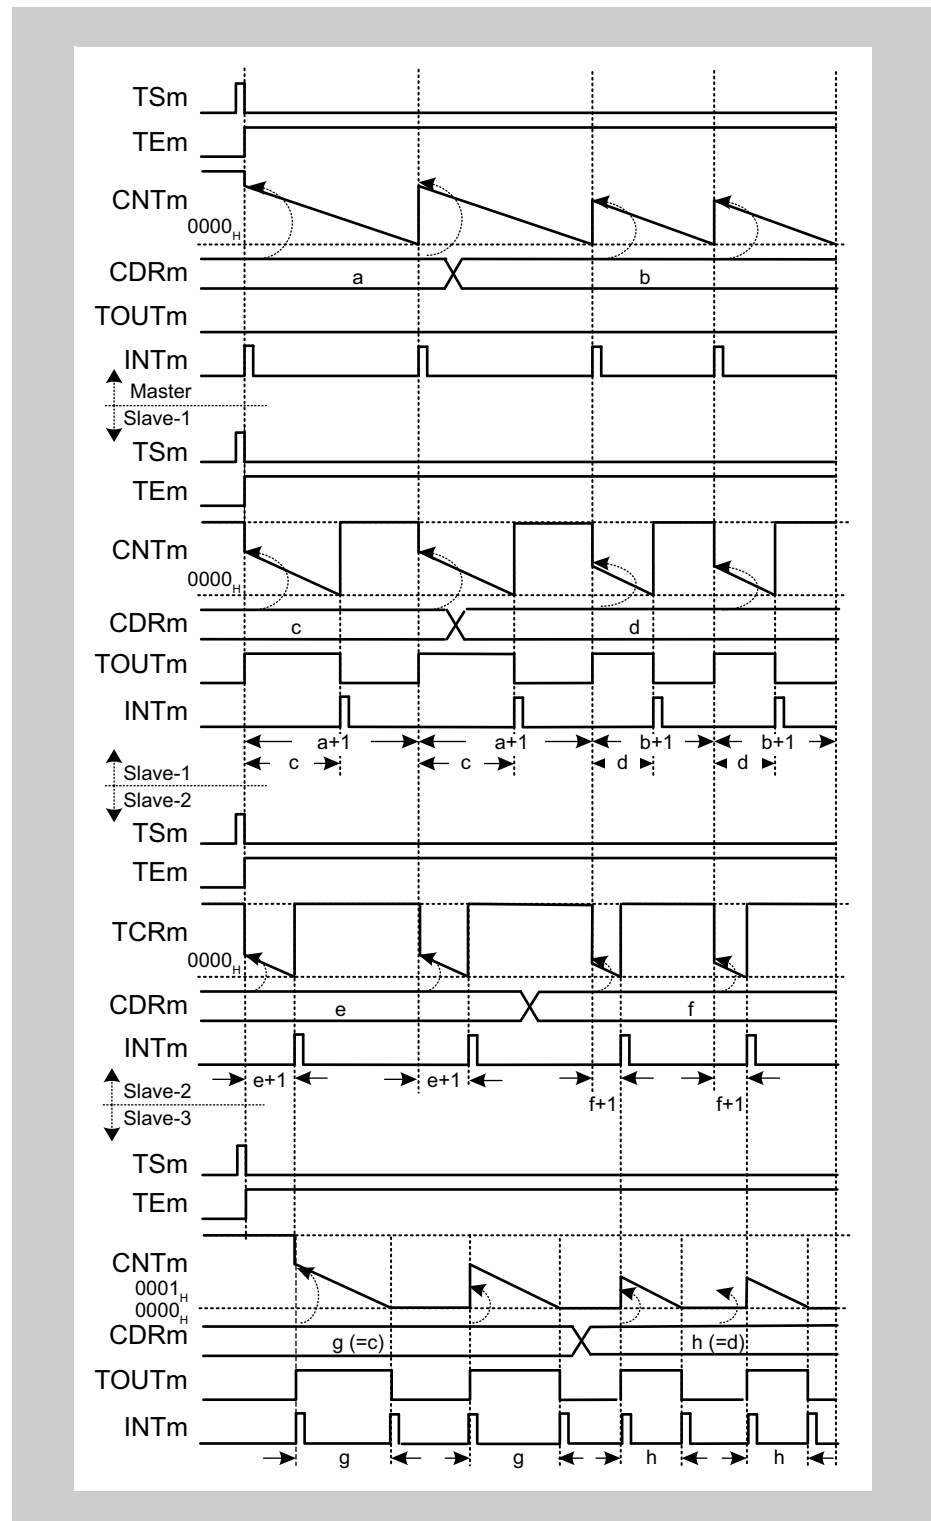 TSm
TEm
CNTm
0000H
CDRm
a
b
TOUTm
INTm
Master
Slave-1
TSm
TEm
CNTm
0000H
CDRm
c
d
TOUTm
INTm
a+1 a+1 b+1 b+1
c c d d
Slave-1
Slave-2
TSm
TEm
TCRm
0000H
CDRm
e
f
INTm
e+1 e+1
f+1 f+1
Slave-2
Slave-3
TSm
TEm
CNTm
0001H
0000H
CDRm
g (=c) h (=d)
TOUTm
INTm
g g h h